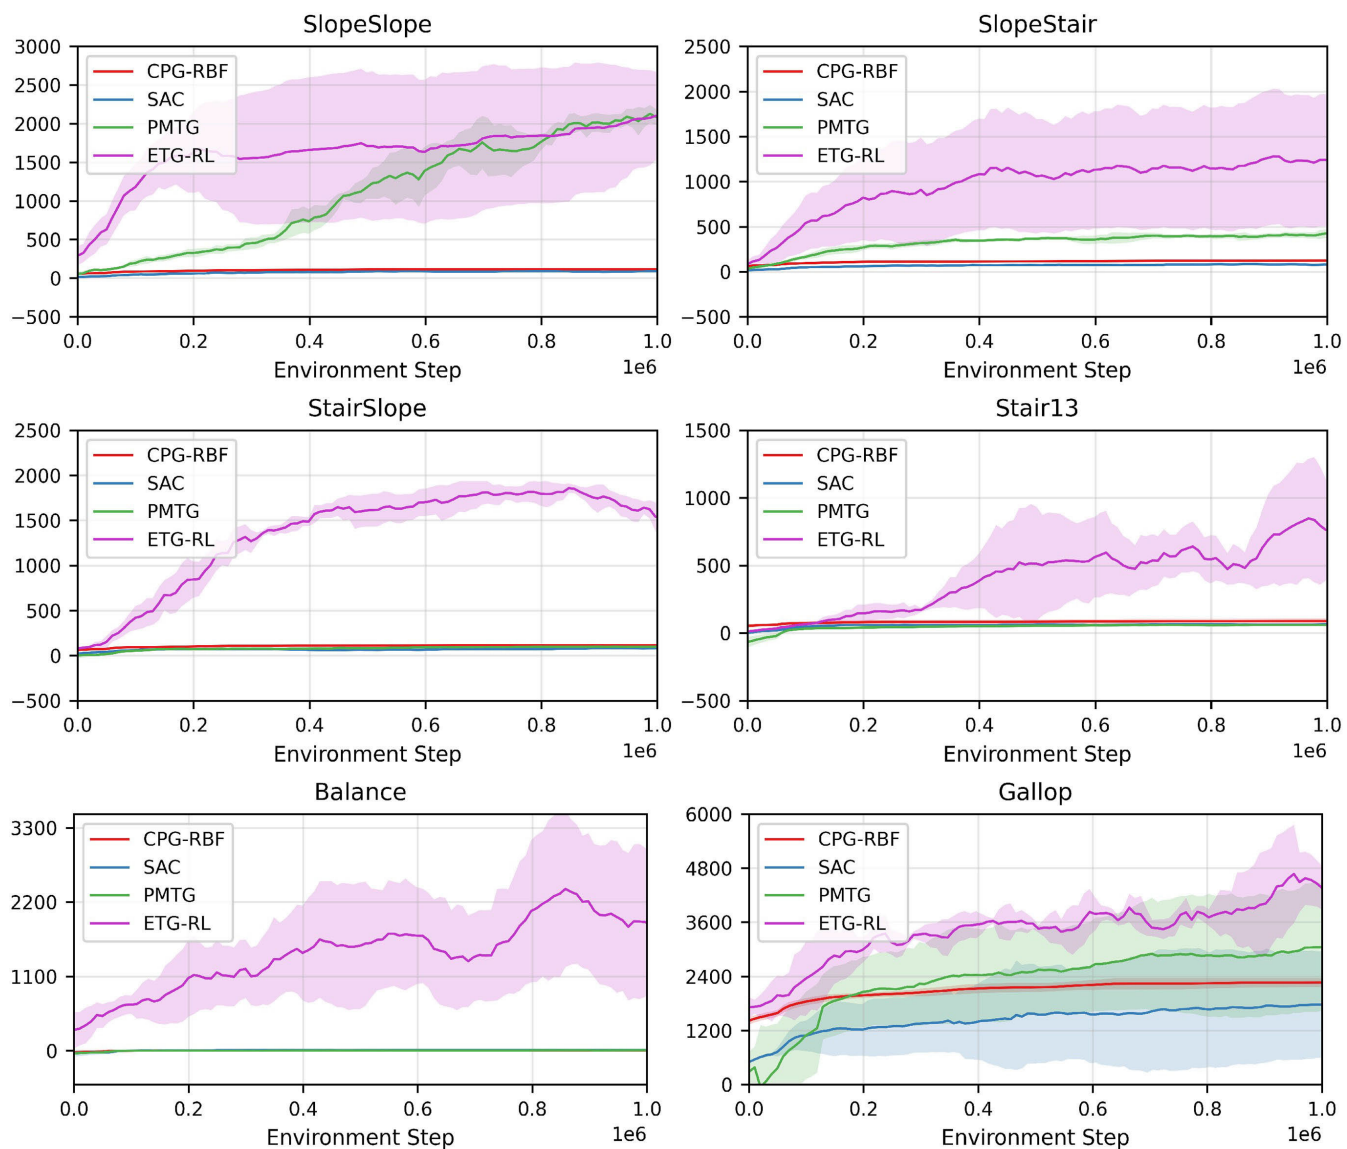 SlopeSlope
3000
2500
2000
1500
1000
500
0
−500
CPG-RBF
SAC
PMTG
ETG-RL
0.0 0.2 0.4 0.6 0.8 1.0
Environment Step
1e6
SlopeStair
2500
2000
1500
1000
500
0
−500
CPG-RBF
SAC
PMTG
ETG-RL
0.0 0.2 0.4 0.6 0.8 1.0
Environment Step
1e6
StairSlope
2500
2000
1500
1000
500
0
−500
CPG-RBF
SAC
PMTG
ETG-RL
0.0 0.2 0.4 0.6 0.8 1.0
Environment Step
1e6
Stair13
1500
1000
500
0
−500
CPG-RBF
SAC
PMTG
ETG-RL
0.0 0.2 0.4 0.6 0.8 1.0
Environment Step
1e6
Balance
3300
2200
1100
0
CPG-RBF
SAC
PMTG
ETG-RL
0.0 0.2 0.4 0.6 0.8 1.0
Environment Step
1e6
Gallop
6000
4800
3600
2400
1200
0
CPG-RBF
SAC
PMTG
ETG-RL
0.0 0.2 0.4 0.6 0.8 1.0
Environment Step
1e6